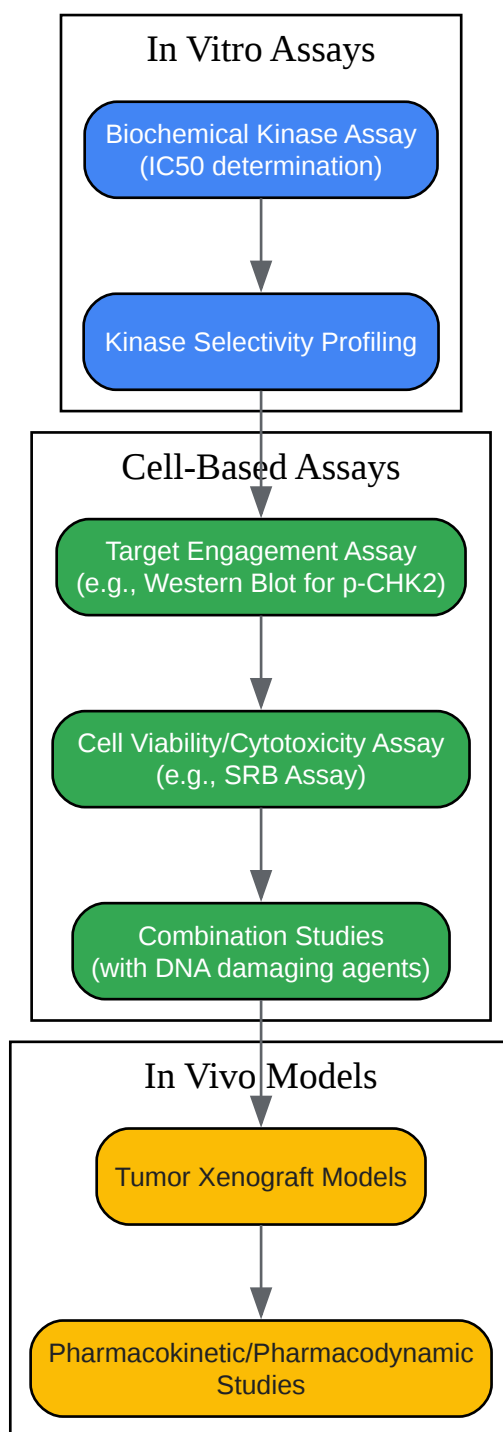 In Vitro Assays
Biochemical Kinase Assay
(IC50 determination)
Kinase Selectivity Profiling
Cell-Based Assays
Target Engagement Assay
(e.g., Western Blot for p-CHK2)
Cell Viability/Cytotoxicity Assay
(e.g., SRB Assay)
Combination Studies
(with DNA damaging agents)
In Vivo Models
Tumor Xenograft Models
Pharmacokinetic/Pharmacodynamic
Studies